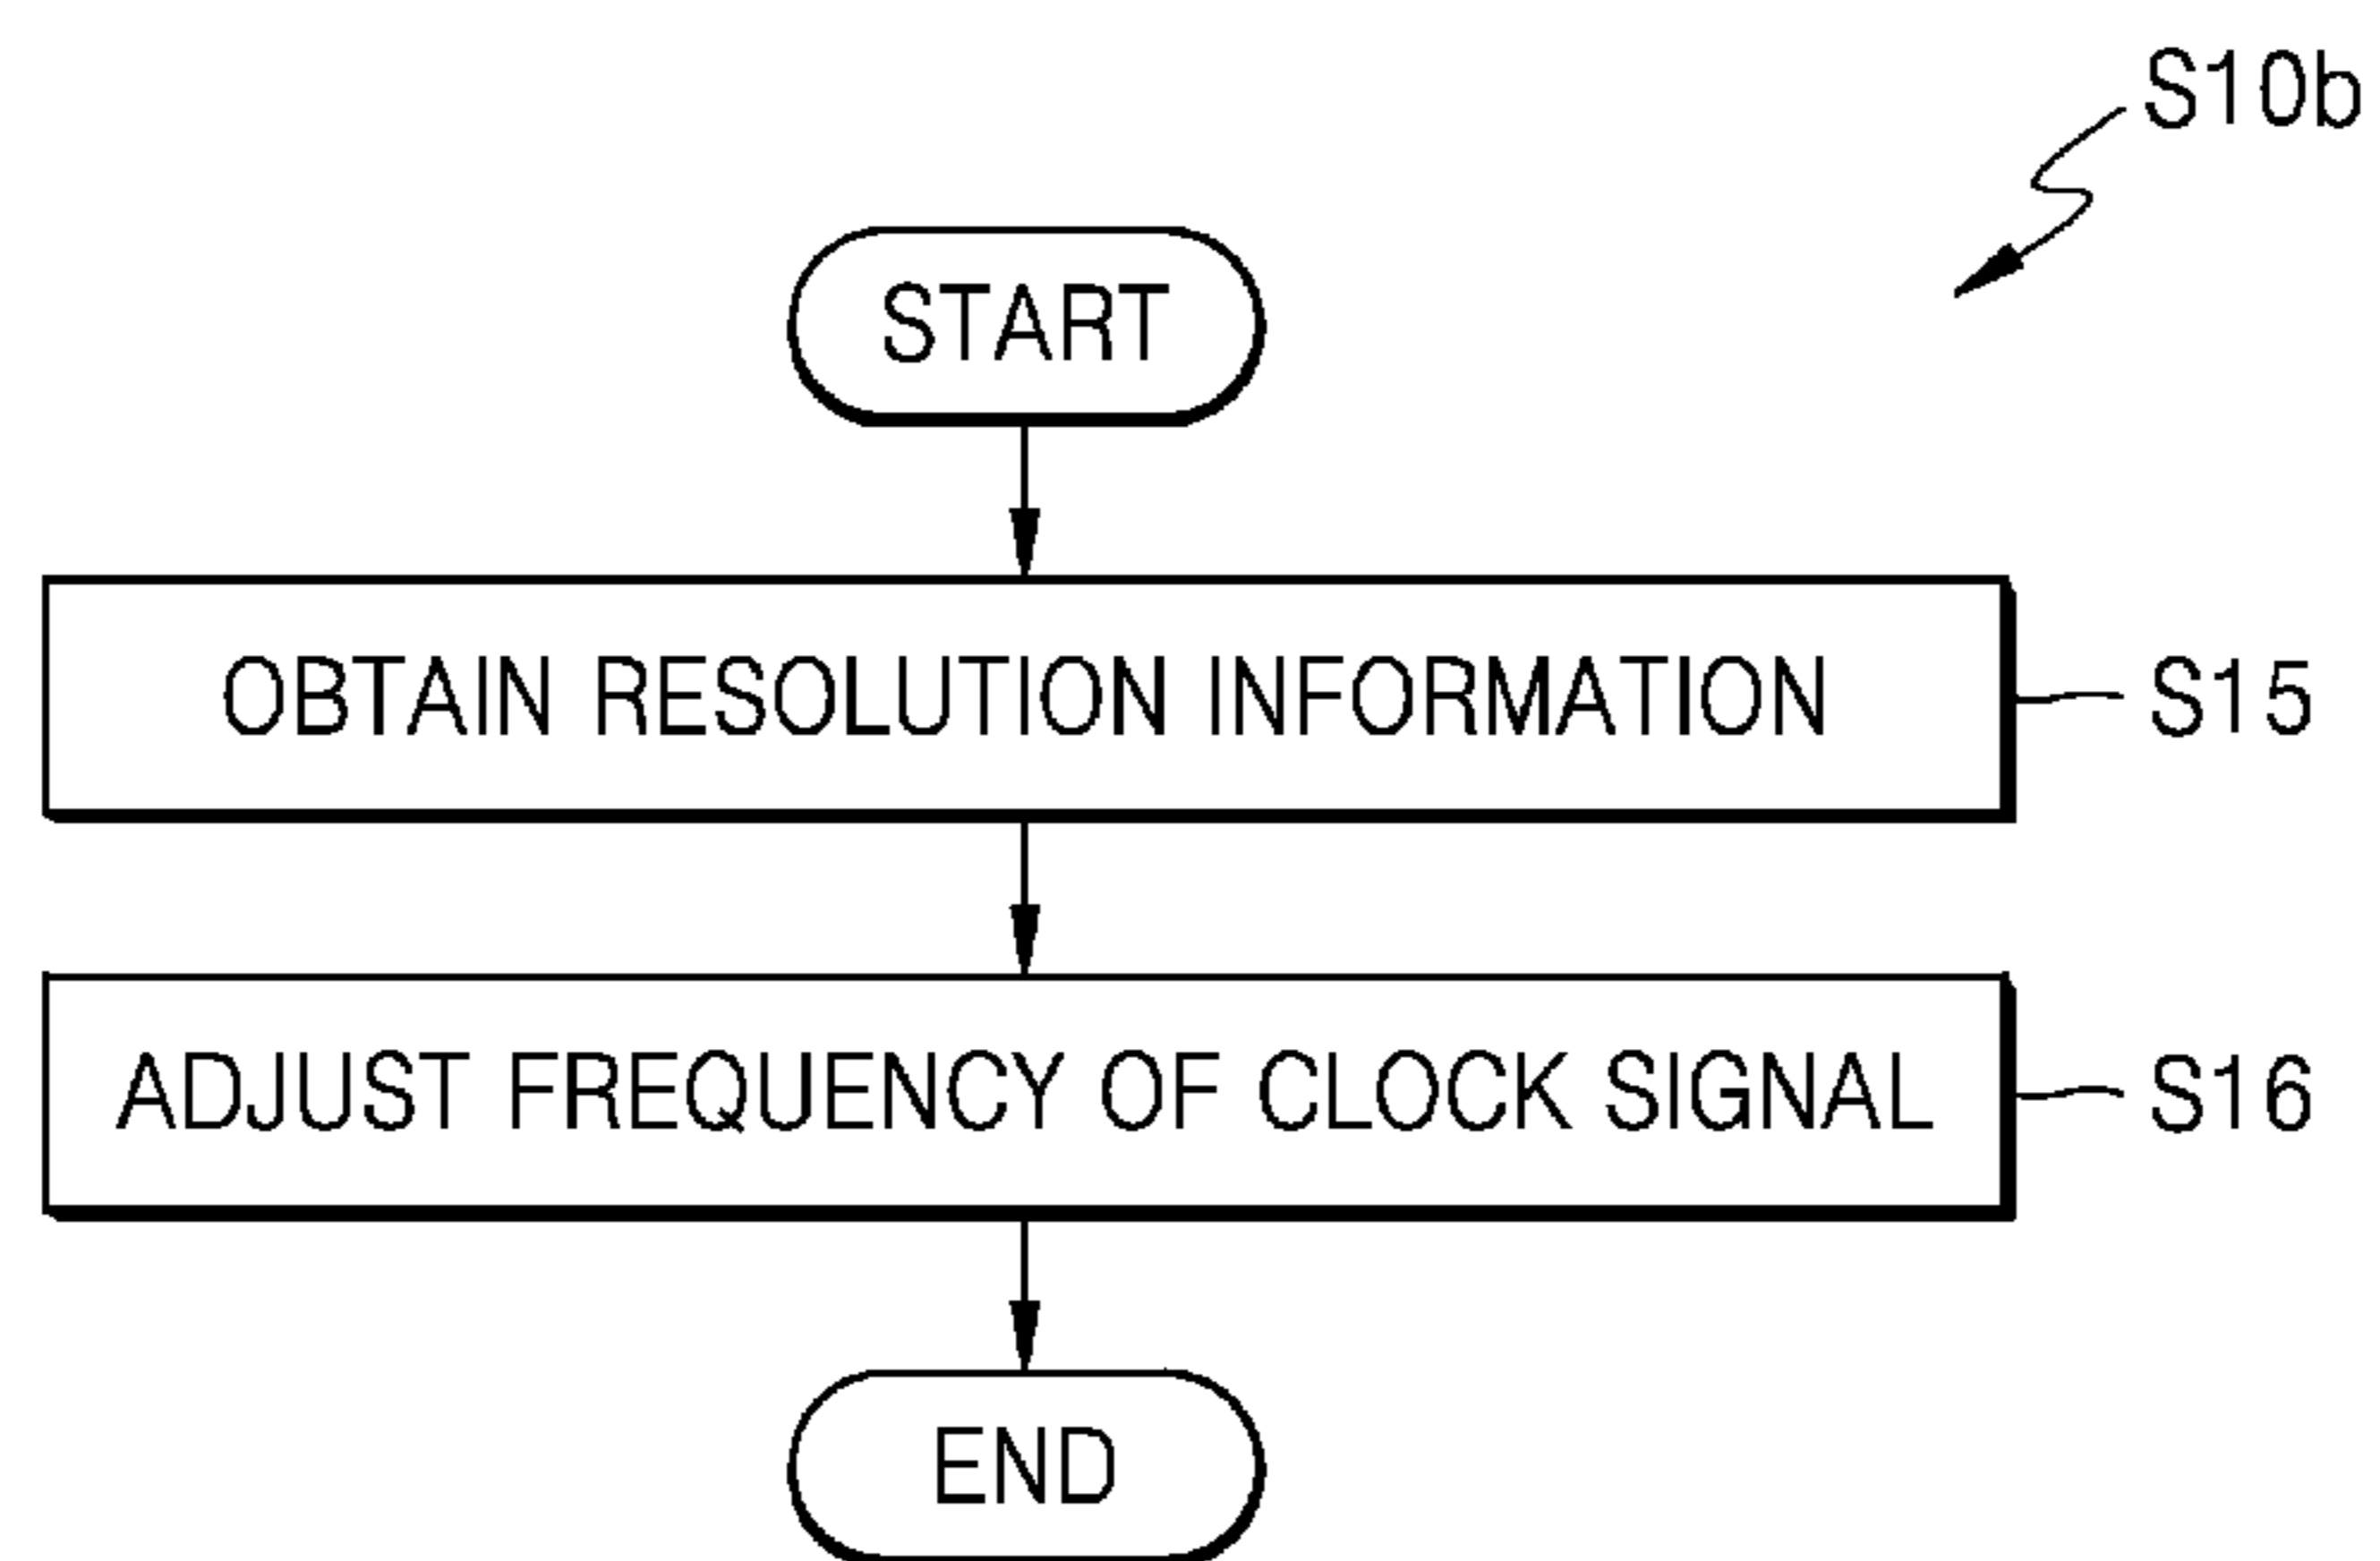 S10b
START
OBTAIN RESOLUTION INFORMATION
S15
ADJUST FREQUENCY OF CLOCK SIGNAL
S16
END